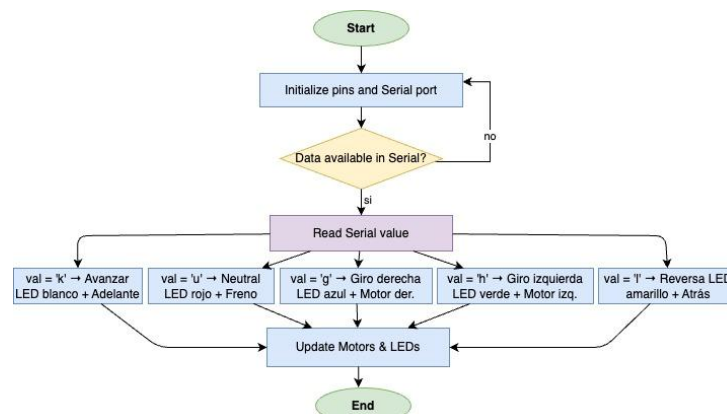 Start
Initialize pins and Serial port
no
Data available in Serial?
si
Read Serial value
val = 'k' → Avanzar
LED blanco + Adelante
val = 'u' → Neutral
LED rojo + Freno
val = 'g' → Giro derecha
LED azul + Motor der.
val = 'h' → Giro izquierda
LED verde + Motor izq.
val = 'l' → Reversa LED
amarillo + Atrás
Update Motors & LEDs
End